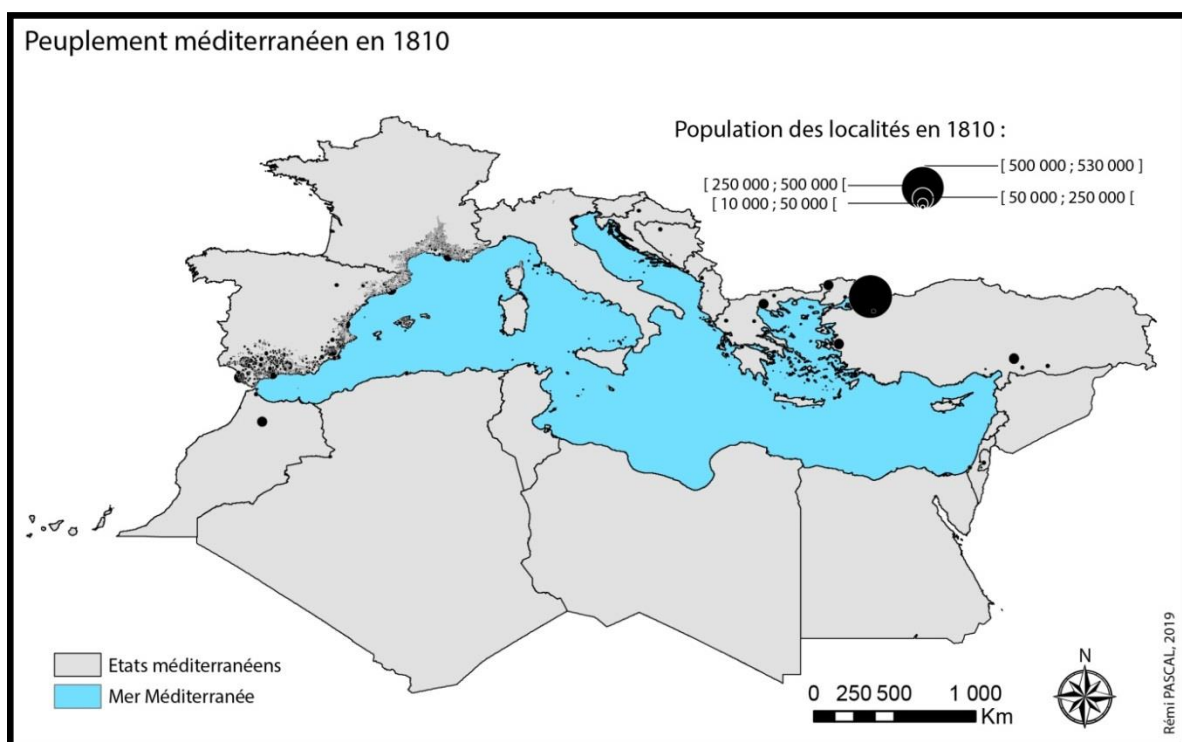 Peuplement méditerranéen en 1810
Population des localités en 1810 :
[ 500 000 ; 530 000 ]
[ 250 000 ; 500 000 [
[ 10 000 ; 50 000 [
[ 50 000 ; 250 000 [
Etats méditerranéens
Mer Méditerranée
0 250 500 1 000
Km
N
Rémi PASCAL, 2019